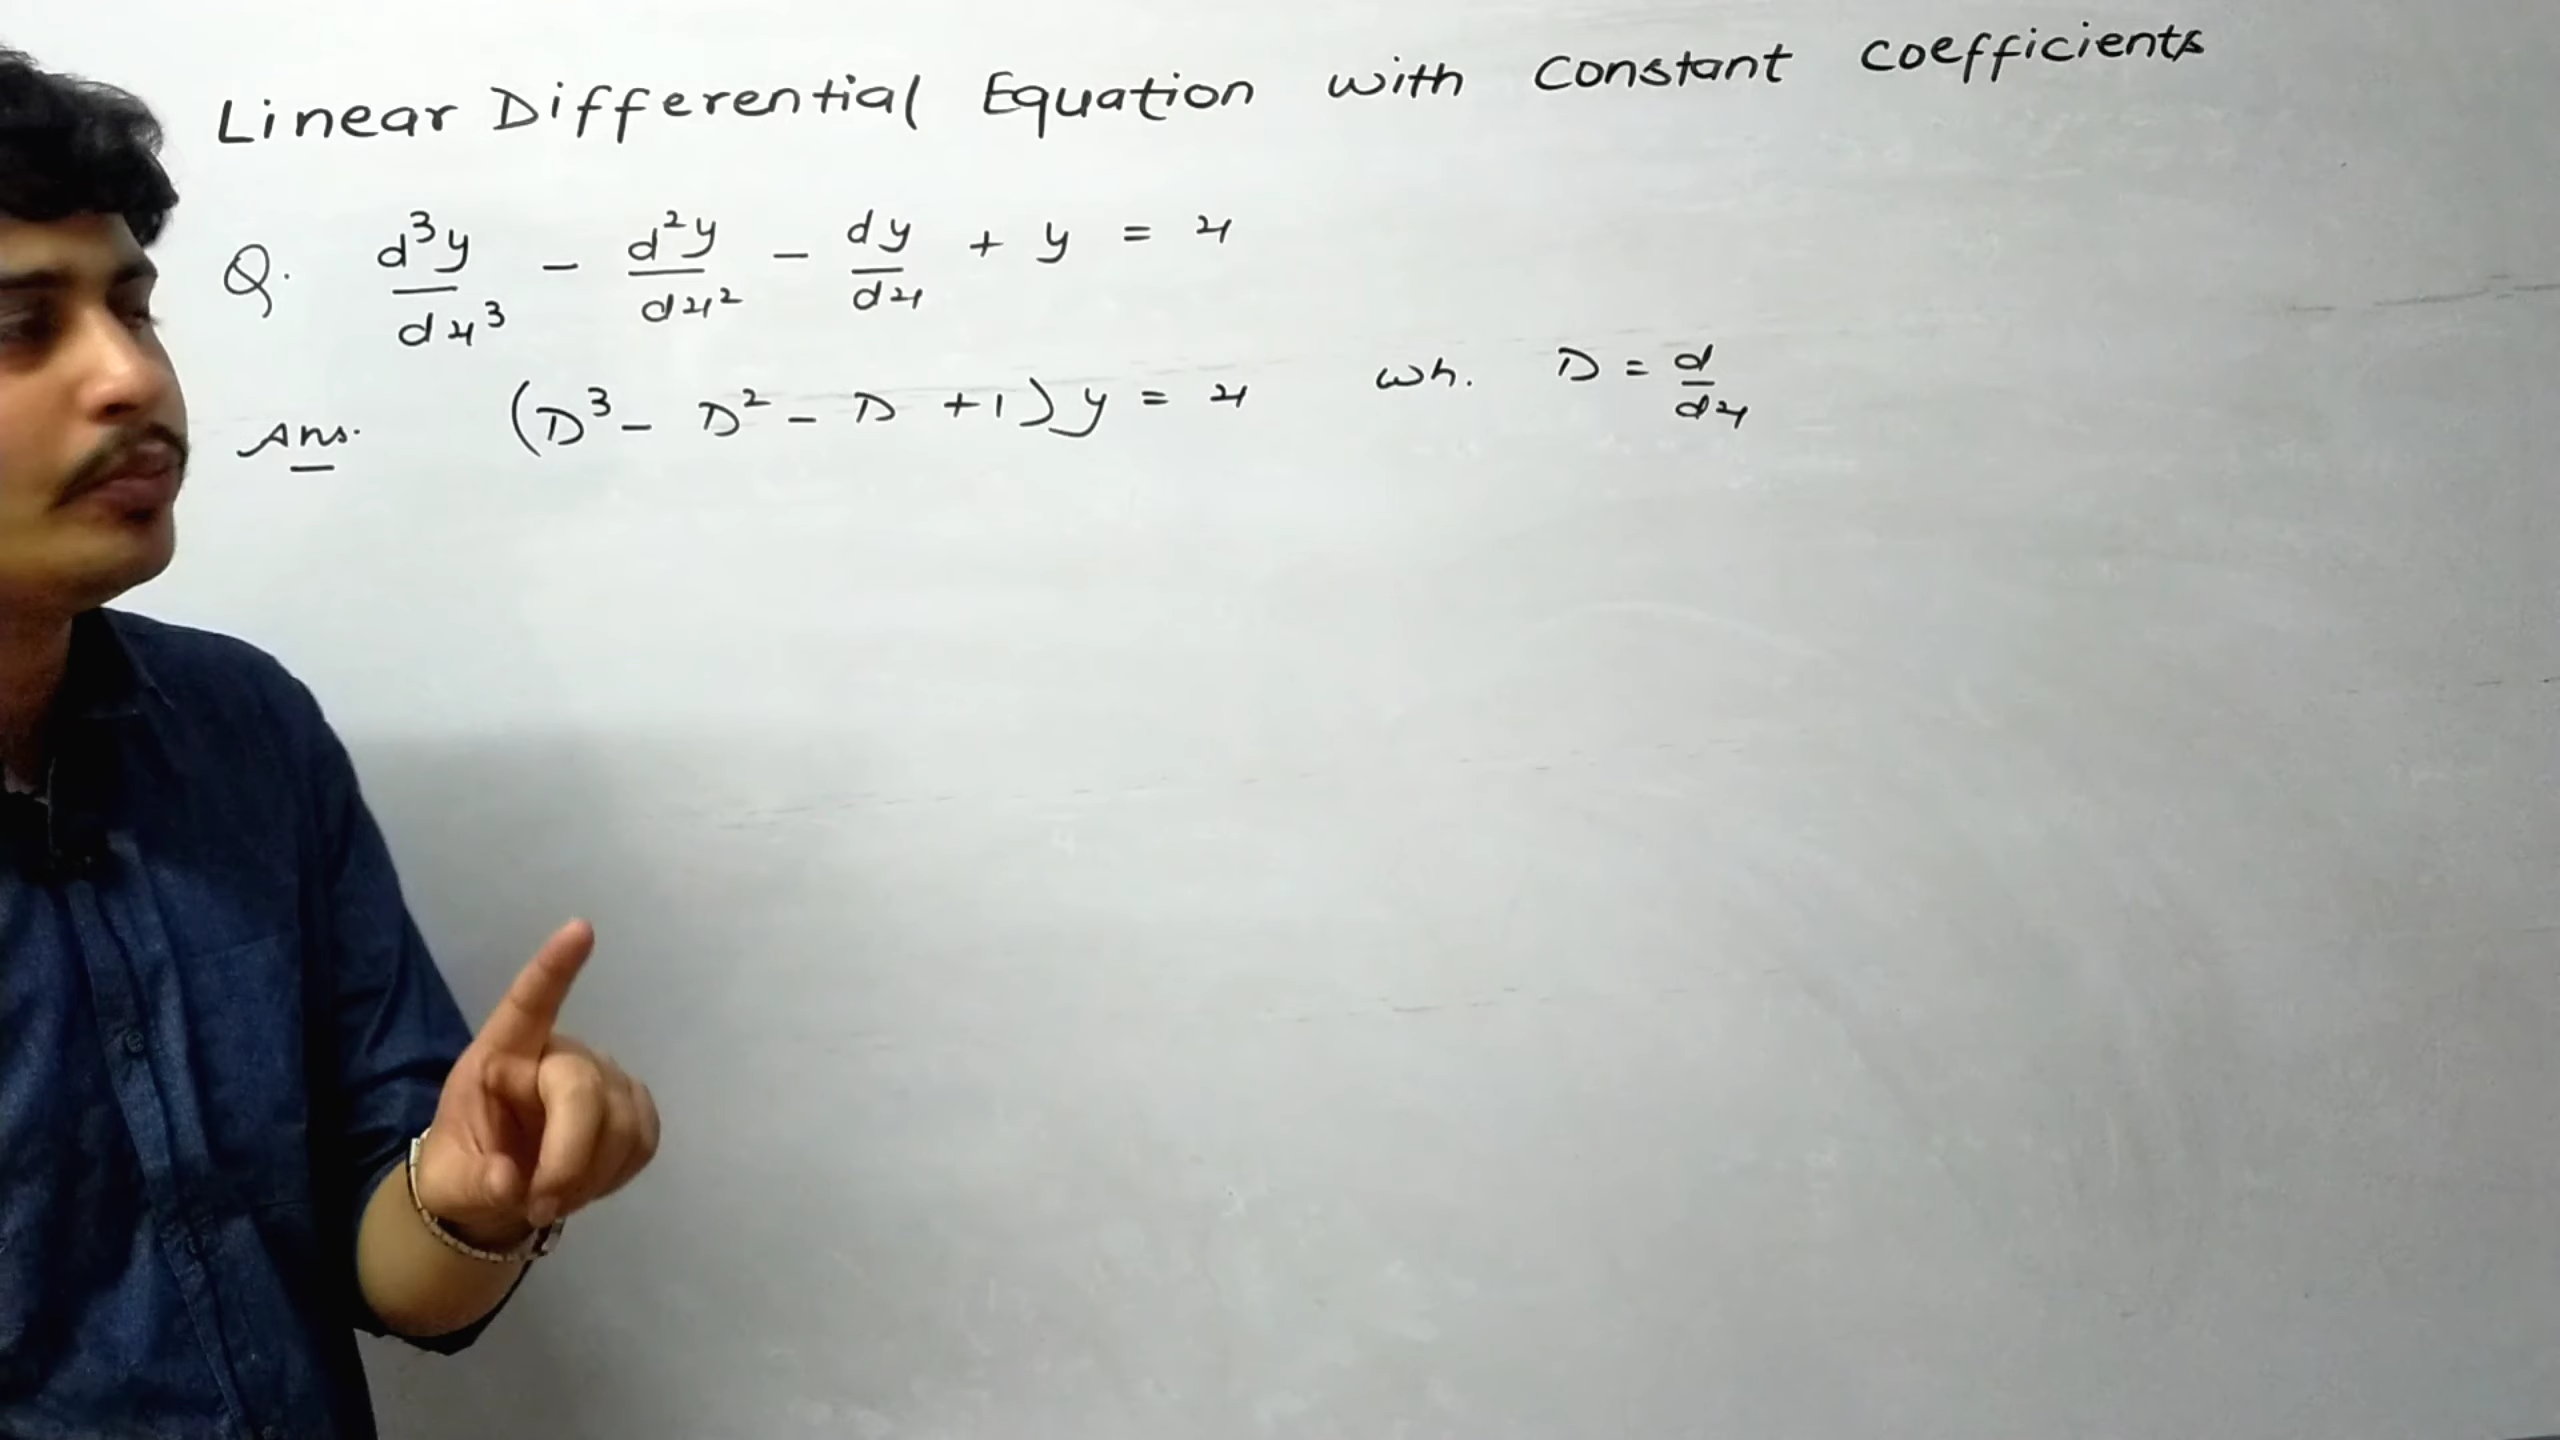 Linear Differential Equation with Constant Coefficients
Q. d³y/dx³ - d²y/dx² - dy/dx + y = x
Ans. (D³ - D² - D + 1) y = x wh. D = d/dx